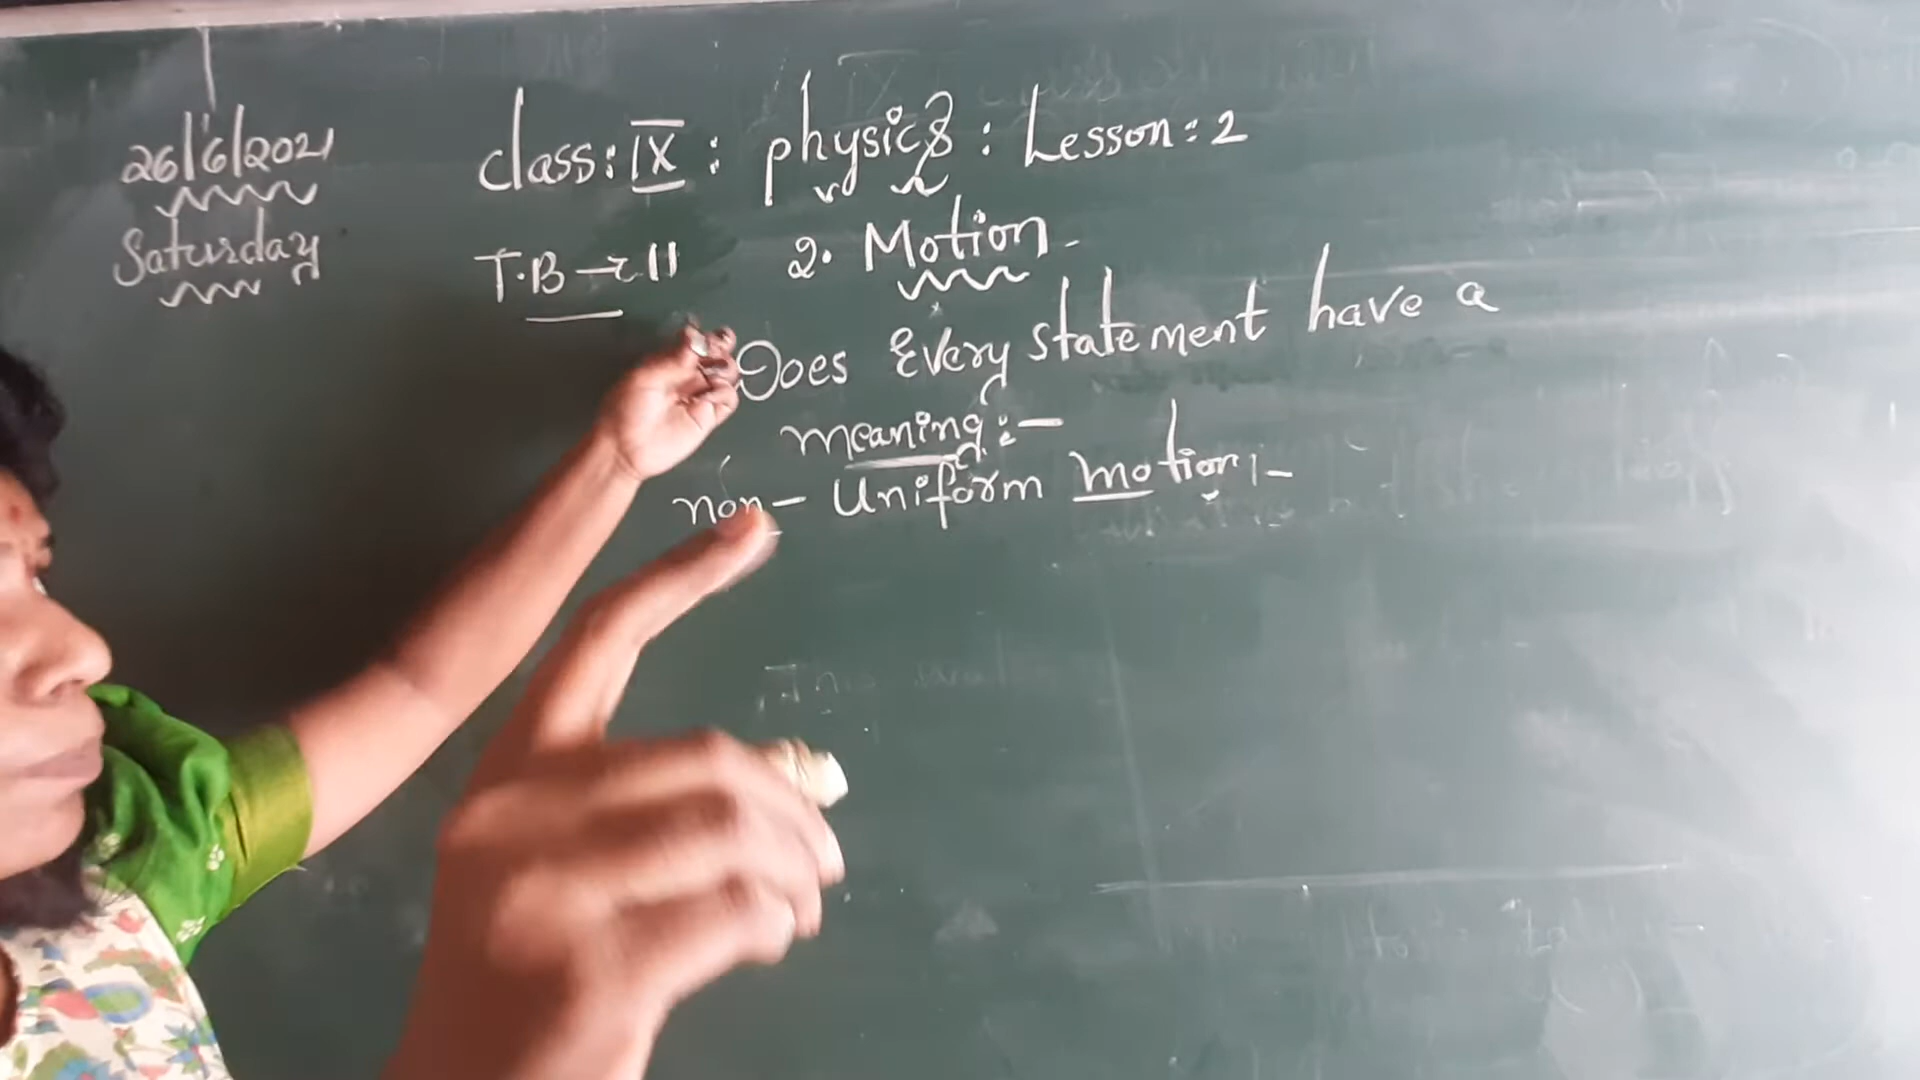 26/6/2021
Saturday
class: IX : physics : Lesson: 2
T.B → 11
2. Motion -
Does Every statement have a
meaning :-
non- Uniform motion :-